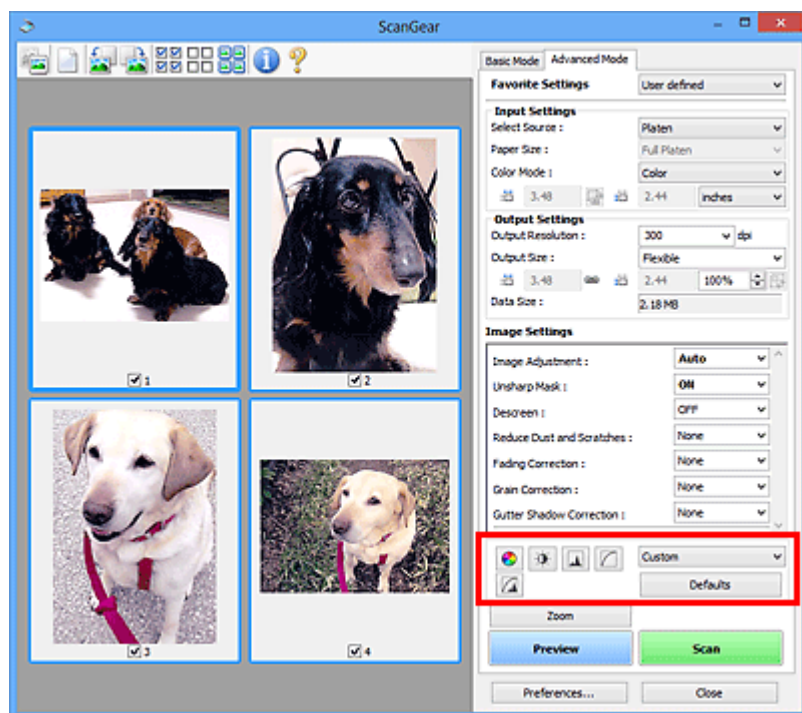 ScanGear
Basic Mode Advanced Mode
Favorite Settings User defined
Input Settings
Select Source : Platen
Paper Size : Full Platen
Color Mode : Color
3.48 2.44 inches
Output Settings
Output Resolution : 300 dpi
Output Size : Flexible
3.48 2.44 100%
Data Size : 2.18 MB
Image Settings
Image Adjustment : Auto
Unsharp Mask : ON
Descreen : OFF
Reduce Dust and Scratches : None
Fading Correction : None
Grain Correction : None
Gutter Shadow Correction : None
Custom
Defaults
Zoom
Preview Scan
Preferences... Close
1
2
3
4